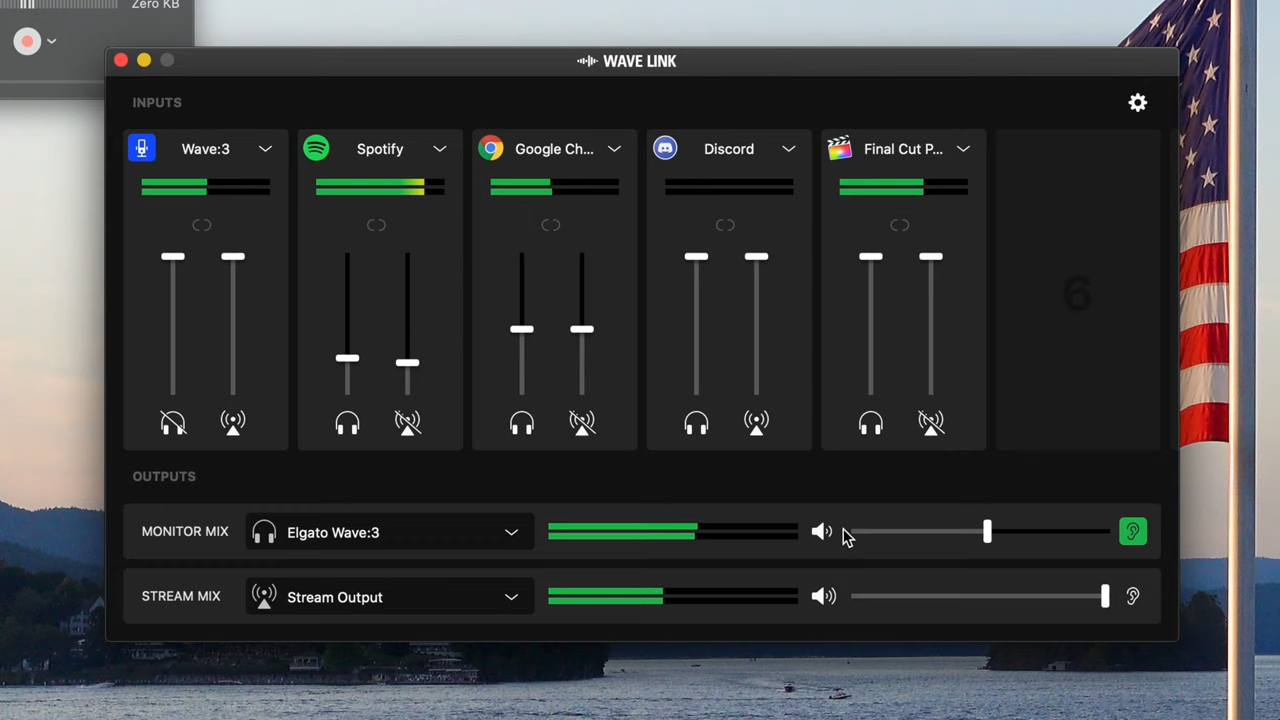 Zero KB
WAVE LINK
INPUTS
Wave:3
Spotify
Google Ch...
Discord
Final Cut P...
6
OUTPUTS
MONITOR MIX
Elgato Wave:3
STREAM MIX
Stream Output